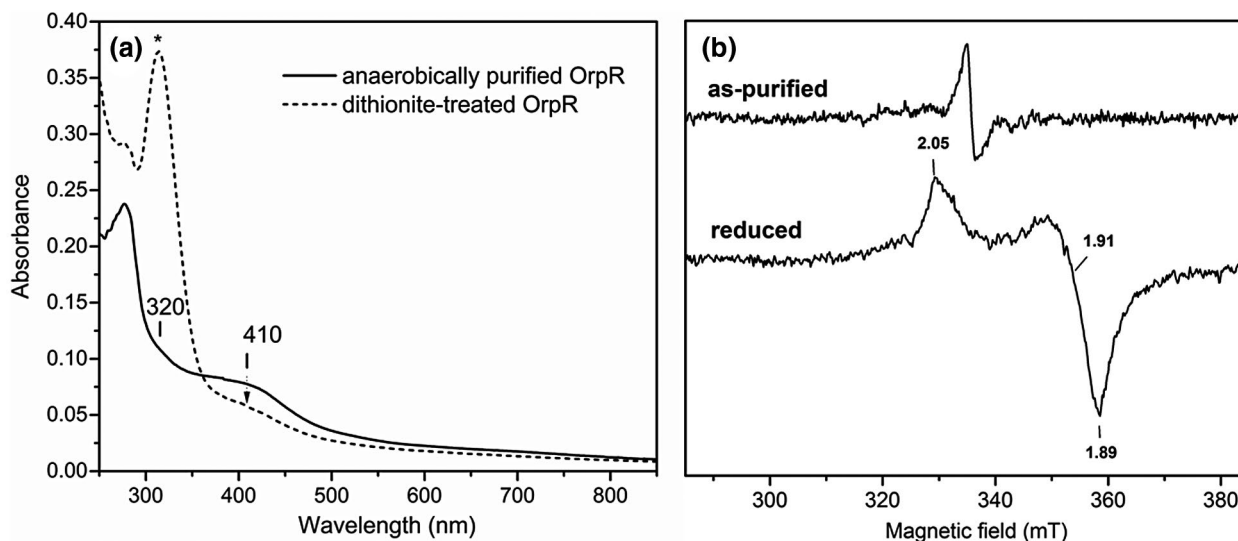 (a)
*
anaerobically purified OrpR
dithionite-treated OrpR
320
410
0.40
0.35
0.30
0.25
0.20
0.15
0.10
0.05
0.00
Absorbance
300 400 500 600 700 800
Wavelength (nm)
(b)
as-purified
2.05
reduced
1.91
1.89
300 320 340 360 380
Magnetic field (mT)